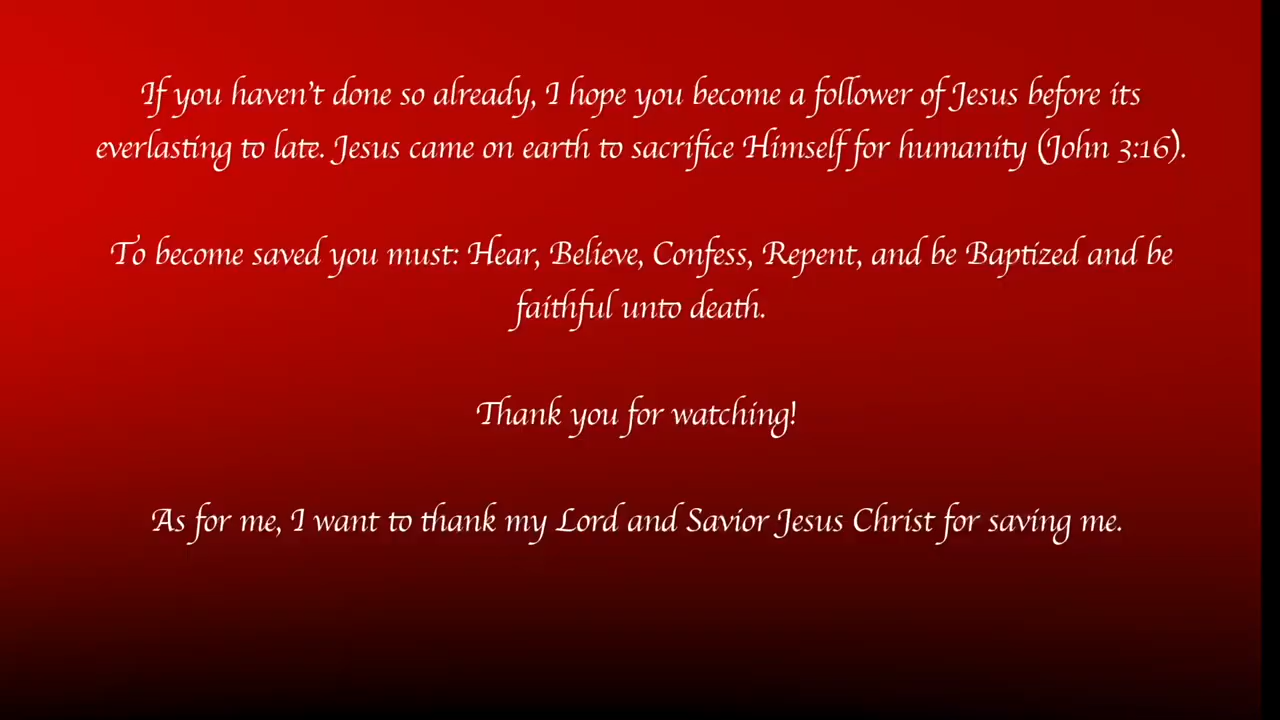 If you haven't done so already, I hope you become a follower of Jesus before its
everlasting to late. Jesus came on earth to sacrifice Himself for humanity (John 3:16).
To become saved you must: Hear, Believe, Confess, Repent, and be Baptized and be
faithful unto death.
Thank you for watching!
As for me, I want to thank my Lord and Savior Jesus Christ for saving me.